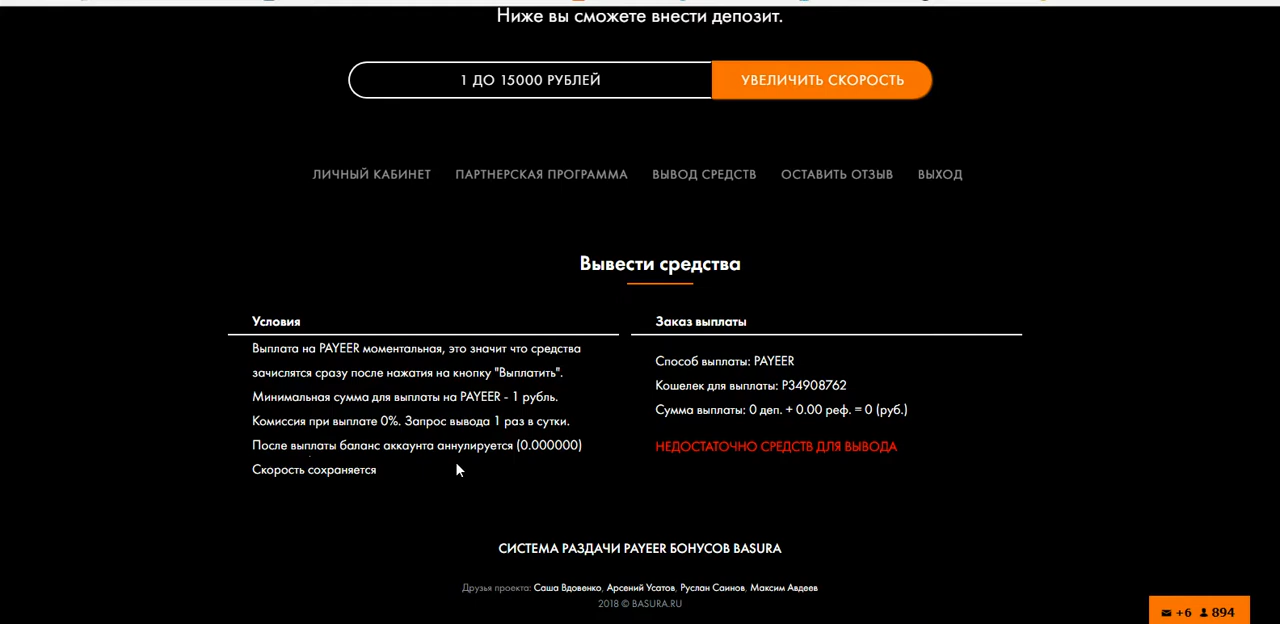 Ниже вы сможете внести депозит.
1 ДО 15000 РУБЛЕЙ
УВЕЛИЧИТЬ СКОРОСТЬ
ЛИЧНЫЙ КАБИНЕТ ПАРТНЕРСКАЯ ПРОГРАММА ВЫВОД СРЕДСТВ ОСТАВИТЬ ОТЗЫВ ВЫХОД
Вывести средства
Условия
Выплата на PAYEER моментальная, это значит что средства
зачислятся сразу после нажатия на кнопку "Выплатить".
Минимальная сумма для выплаты на PAYEER - 1 рубль.
Комиссия при выплате 0%. Запрос вывода 1 раз в сутки.
После выплаты баланс аккаунта аннулируется (0.000000)
Скорость сохраняется
Заказ выплаты
Способ выплаты: PAYEER
Кошелек для выплаты: P34908762
Сумма выплаты: 0 деп. + 0.00 реф. = 0 (руб.)
НЕДОСТАТОЧНО СРЕДСТВ ДЛЯ ВЫВОДА
СИСТЕМА РАЗДАЧИ PAYEER БОНУСОВ BASURA
Друзья проекта: Саша Вдовенко, Арсений Усатов, Руслан Саинов, Максим Авдеев
2018 © BASURA.RU
+6 894